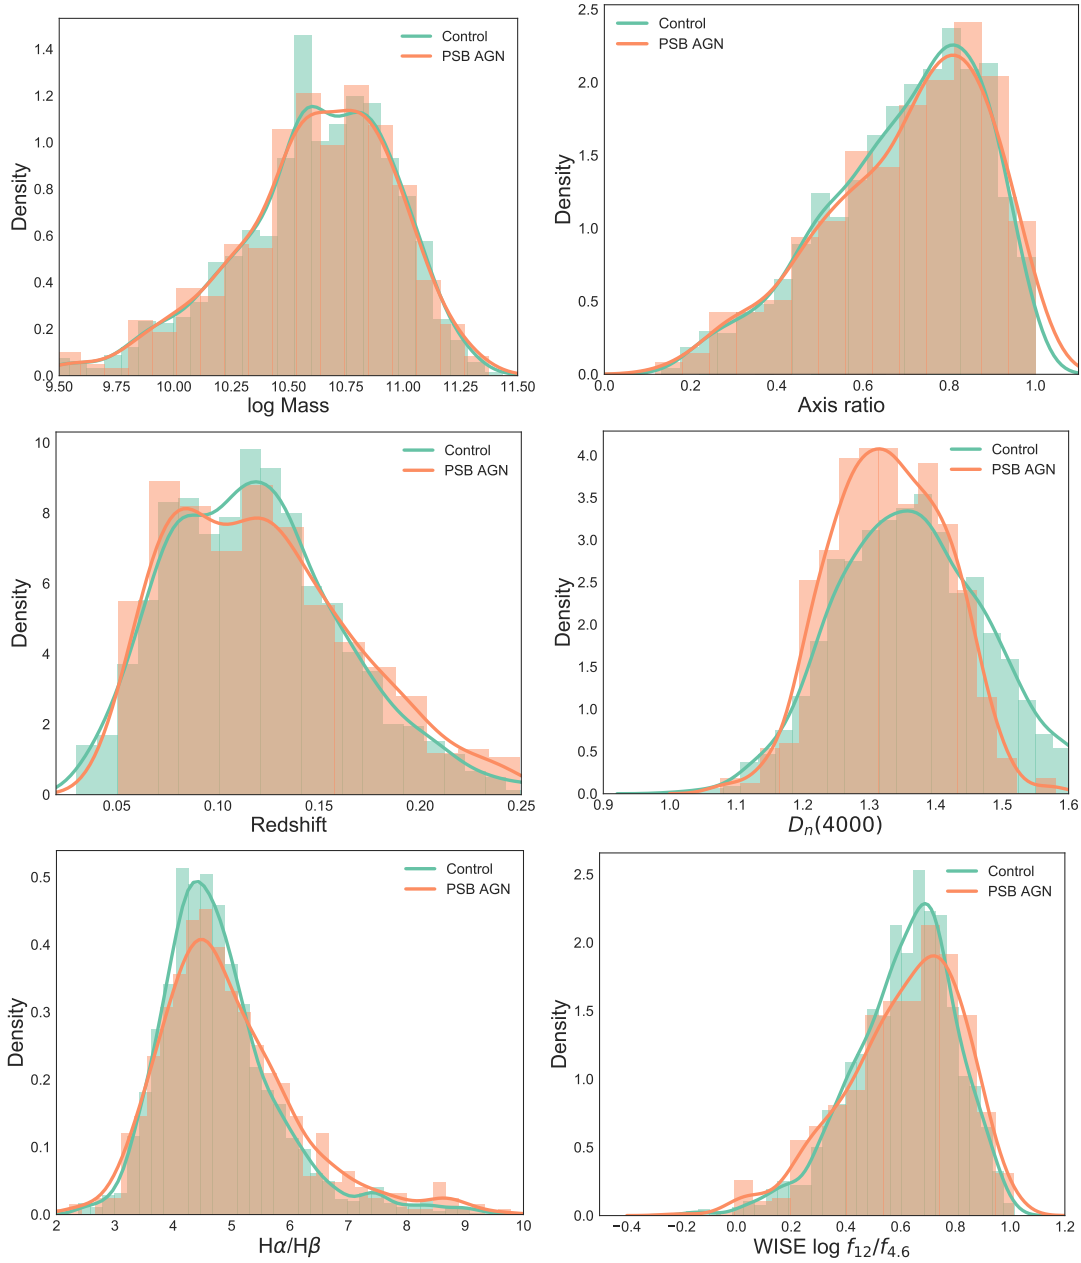 Control
PSB AGN
1.4
1.2
1.0
0.8
0.6
0.4
0.2
0.0
Density
9.50 9.75 10.00 10.25 10.50 10.75 11.00 11.25 11.50
log Mass
Control
PSB AGN
2.5
2.0
1.5
1.0
0.5
0.0
Density
0.0 0.2 0.4 0.6 0.8 1.0
Axis ratio
Control
PSB AGN
10
8
6
4
2
0
Density
0.05 0.10 0.15 0.20 0.25
Redshift
Control
PSB AGN
4.0
3.5
3.0
2.5
2.0
1.5
1.0
0.5
0.0
Density
0.9 1.0 1.1 1.2 1.3 1.4 1.5 1.6
Dₙ(4000)
Control
PSB AGN
0.5
0.4
0.3
0.2
0.1
0.0
Density
2 3 4 5 6 7 8 9 10
Hα/Hβ
Control
PSB AGN
2.5
2.0
1.5
1.0
0.5
0.0
Density
−0.4 −0.2 0.0 0.2 0.4 0.6 0.8 1.0 1.2
WISE log f₁₂/f₄.₆